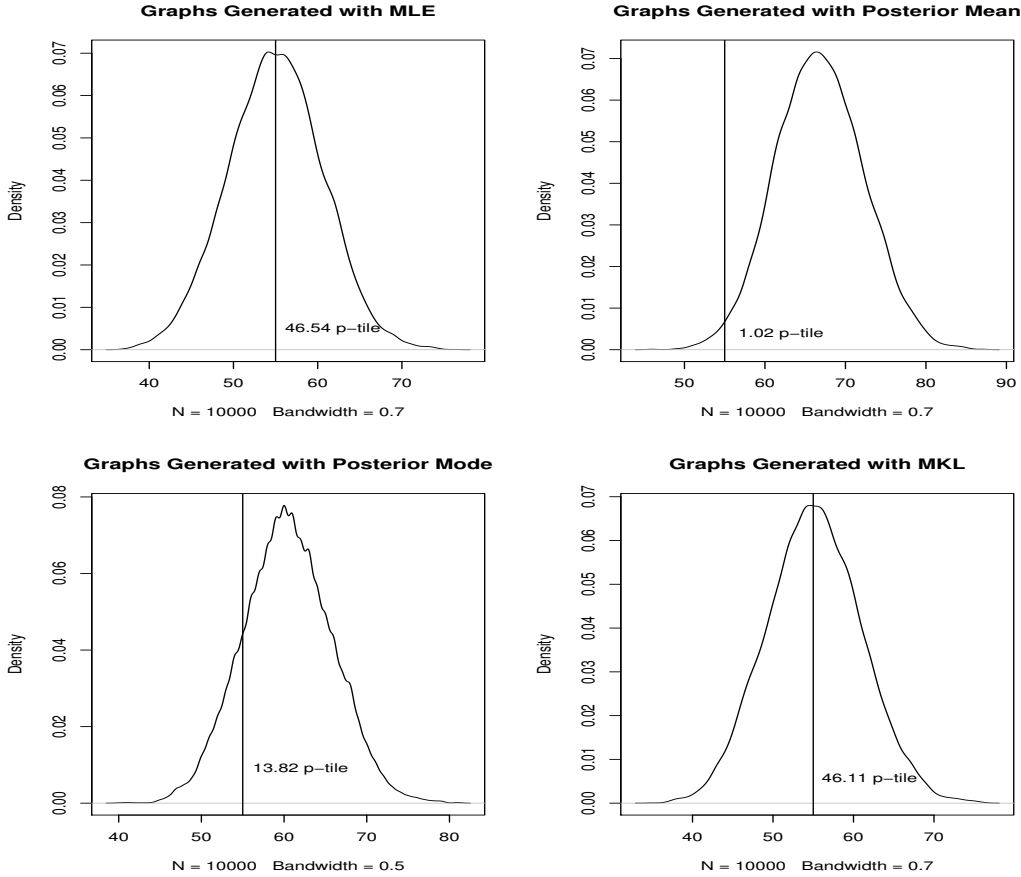 Graphs Generated with MLE
Density
0.00 0.01 0.02 0.03 0.04 0.05 0.06 0.07
46.54 p−tile
40 50 60 70
N = 10000 Bandwidth = 0.7
Graphs Generated with Posterior Mean
Density
0.00 0.01 0.02 0.03 0.04 0.05 0.06 0.07
1.02 p−tile
50 60 70 80 90
N = 10000 Bandwidth = 0.7
Graphs Generated with Posterior Mode
Density
0.00 0.02 0.04 0.06 0.08
13.82 p−tile
40 50 60 70 80
N = 10000 Bandwidth = 0.5
Graphs Generated with MKL
Density
0.00 0.01 0.02 0.03 0.04 0.05 0.06 0.07
46.11 p−tile
40 50 60 70
N = 10000 Bandwidth = 0.7